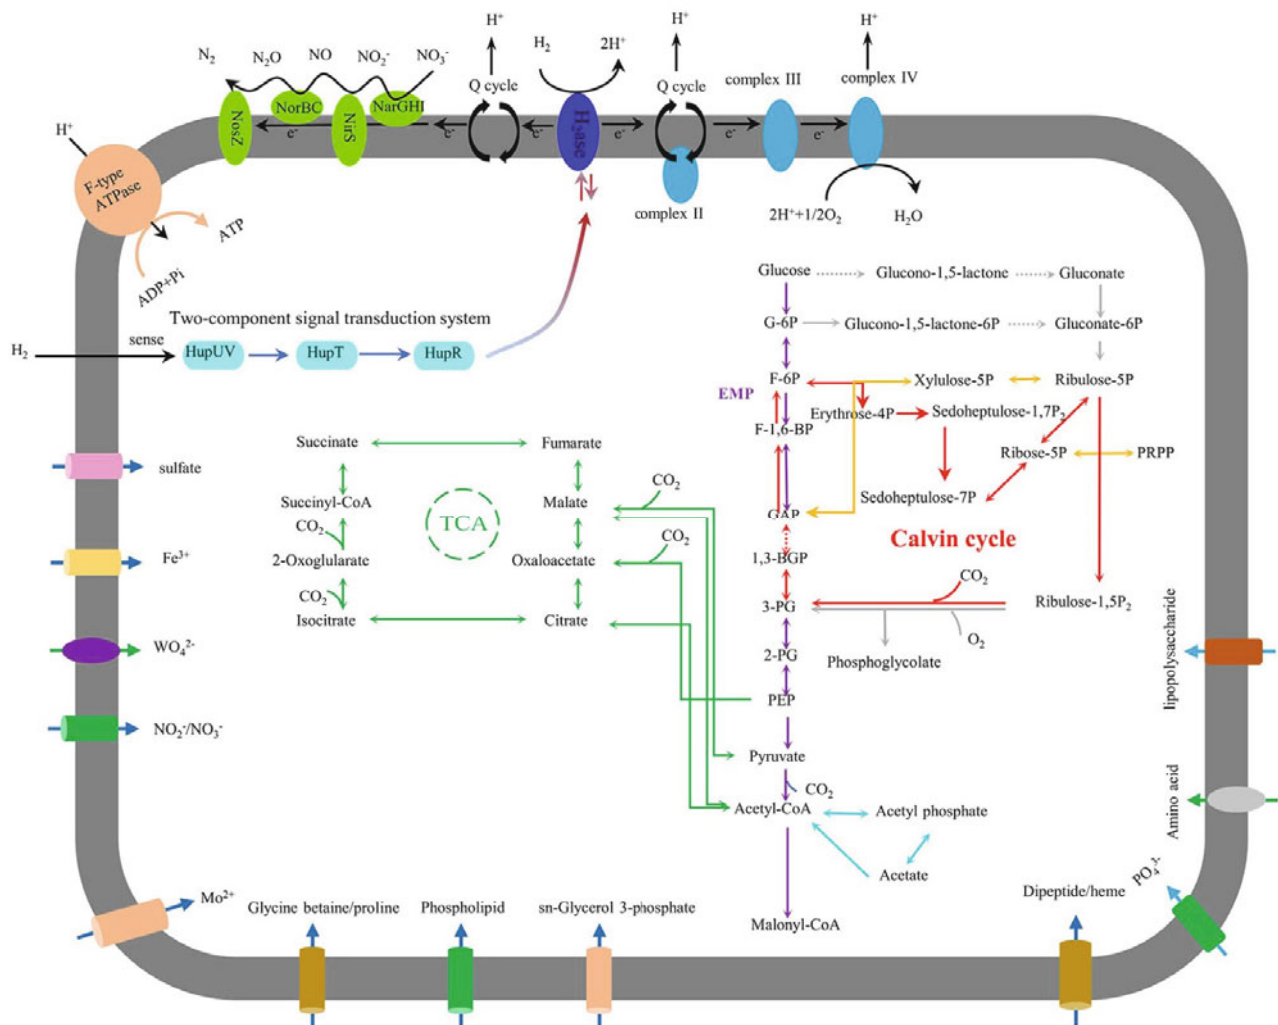 N₂
N₂O
NO
NO₂⁻
NO₃⁻
H⁺
H₂
2H⁺
H⁺
H⁺
Q cycle
Q cycle
complex III
complex IV
NosZ
NorBC
NirS
NarGHI
H₂ase
e⁻
e⁻
e⁻
e⁻
e⁻
e⁻
e⁻
complex II
2H⁺+1/2O₂
H₂O
H⁺
F-type
ATPase
ATP
ADP+Pi
Two-component signal transduction system
H₂
sense
HupUV
HupT
HupR
Glucose
Glucono-1,5-lactone
Gluconate
G-6P
Glucono-1,5-lactone-6P
Gluconate-6P
F-6P
Xylulose-5P
Ribulose-5P
EMP
Erythrose-4P
Sedoheptulose-1,7P₂
F-1,6-BP
Ribose-5P
PRPP
Sedoheptulose-7P
GAP
Calvin cycle
1,3-BGP
CO₂
3-PG
Ribulose-1,5P₂
O₂
2-PG
Phosphoglycolate
PEP
Pyruvate
CO₂
Acetyl-CoA
Acetyl phosphate
Acetate
Malonyl-CoA
Succinate
Fumarate
Succinyl-CoA
Malate
CO₂
CO₂
TCA
2-Oxoglularate
Oxaloacetate
CO₂
CO₂
Isocitrate
Citrate
sulfate
Fe³⁺
WO₄²⁻
NO₂⁻/NO₃⁻
Mo²⁺
Glycine betaine/proline
Phospholipid
sn-Glycerol 3-phosphate
Dipeptide/heme
PO₄³⁻
Amino acid
lipopolysaccharide